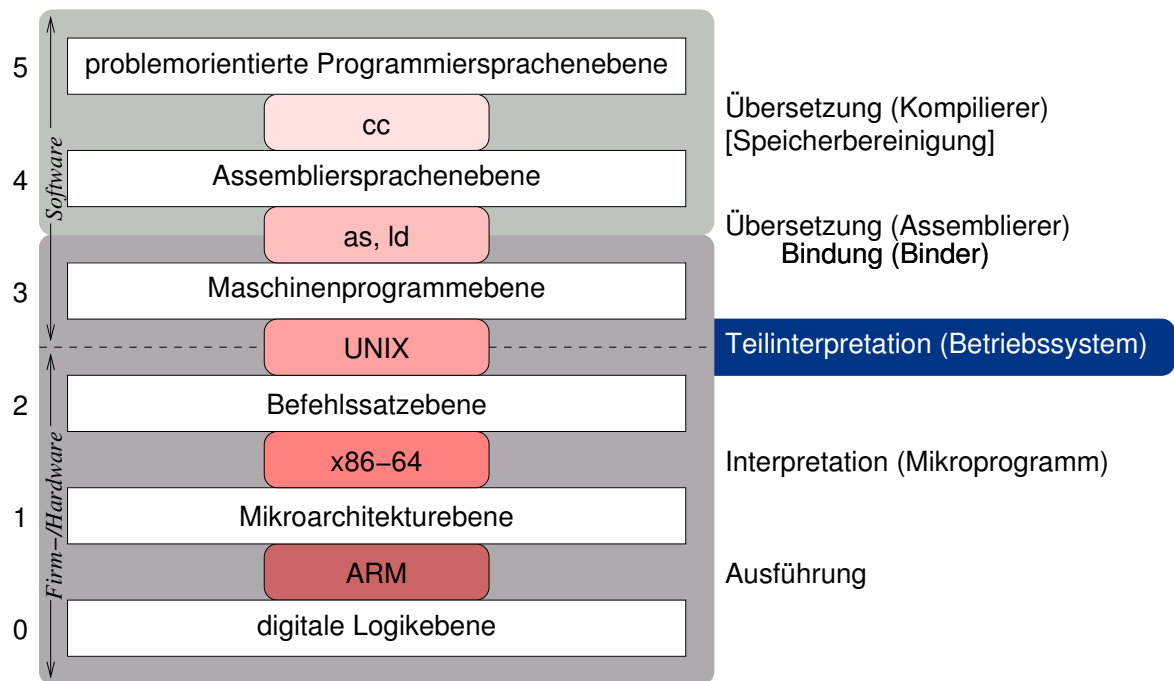 5
problemorientierte Programmiersprachenebene
cc
Übersetzung (Kompilierer)
[Speicherbereinigung]
Software
4
Assembliersprachenebene
as, ld
Übersetzung (Assemblierer)
Bindung (Binder)
3
Maschinenprogrammebene
UNIX
Teilinterpretation (Betriebssystem)
2
Befehlssatzebene
x86−64
Interpretation (Mikroprogramm)
Firm−/Hardware
1
Mikroarchitekturebene
ARM
Ausführung
0
digitale Logikebene